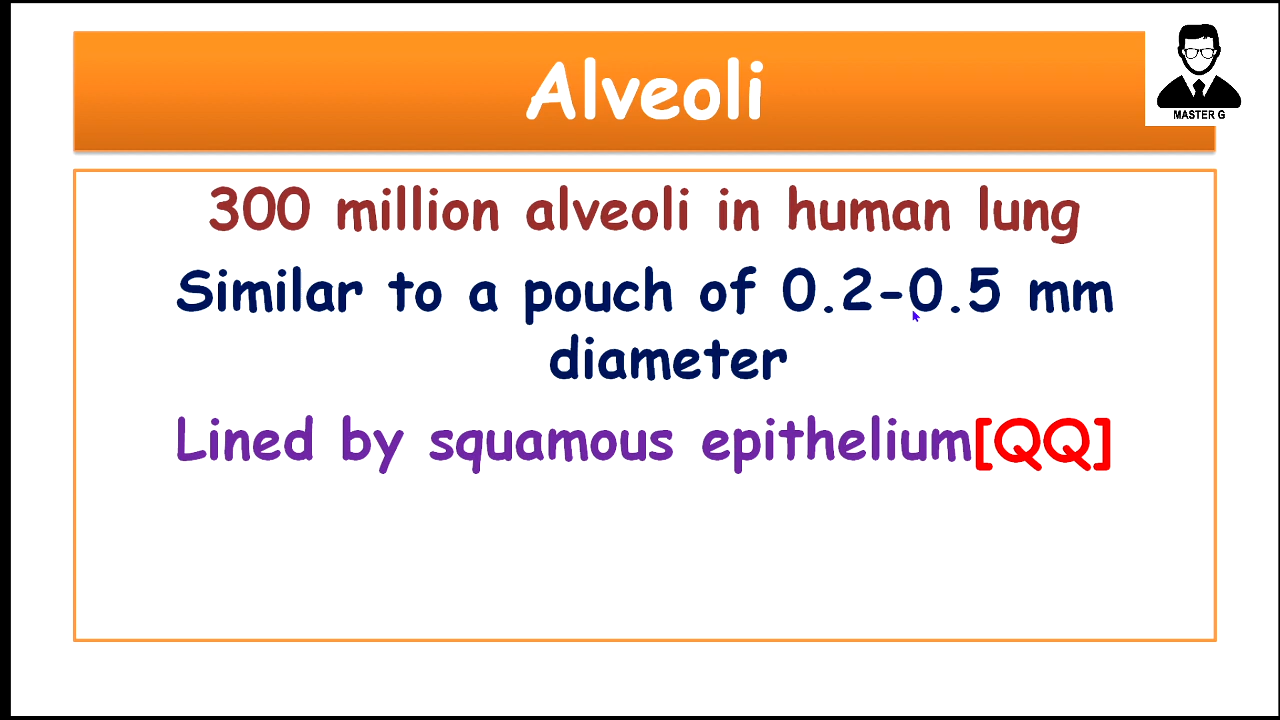 Alveoli
MASTER G
300 million alveoli in human lung
Similar to a pouch of 0.2-0.5 mm
diameter
Lined by squamous epithelium[QQ]